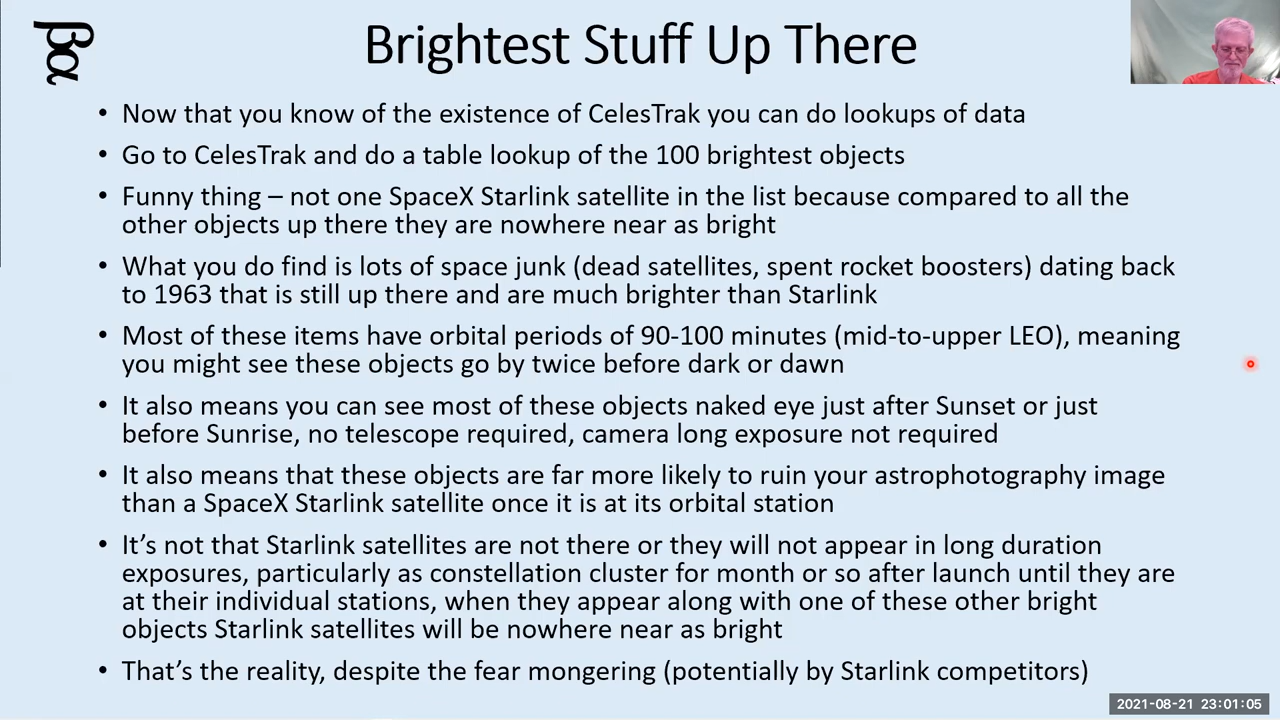 βα
Brightest Stuff Up There
• Now that you know of the existence of CelesTrak you can do lookups of data
• Go to CelesTrak and do a table lookup of the 100 brightest objects
• Funny thing – not one SpaceX Starlink satellite in the list because compared to all the
other objects up there they are nowhere near as bright
• What you do find is lots of space junk (dead satellites, spent rocket boosters) dating back
to 1963 that is still up there and are much brighter than Starlink
• Most of these items have orbital periods of 90-100 minutes (mid-to-upper LEO), meaning
you might see these objects go by twice before dark or dawn
• It also means you can see most of these objects naked eye just after Sunset or just
before Sunrise, no telescope required, camera long exposure not required
• It also means that these objects are far more likely to ruin your astrophotography image
than a SpaceX Starlink satellite once it is at its orbital station
• It’s not that Starlink satellites are not there or they will not appear in long duration
exposures, particularly as constellation cluster for month or so after launch until they are
at their individual stations, when they appear along with one of these other bright
objects Starlink satellites will be nowhere near as bright
• That’s the reality, despite the fear mongering (potentially by Starlink competitors)
2021-08-21 23:01:05